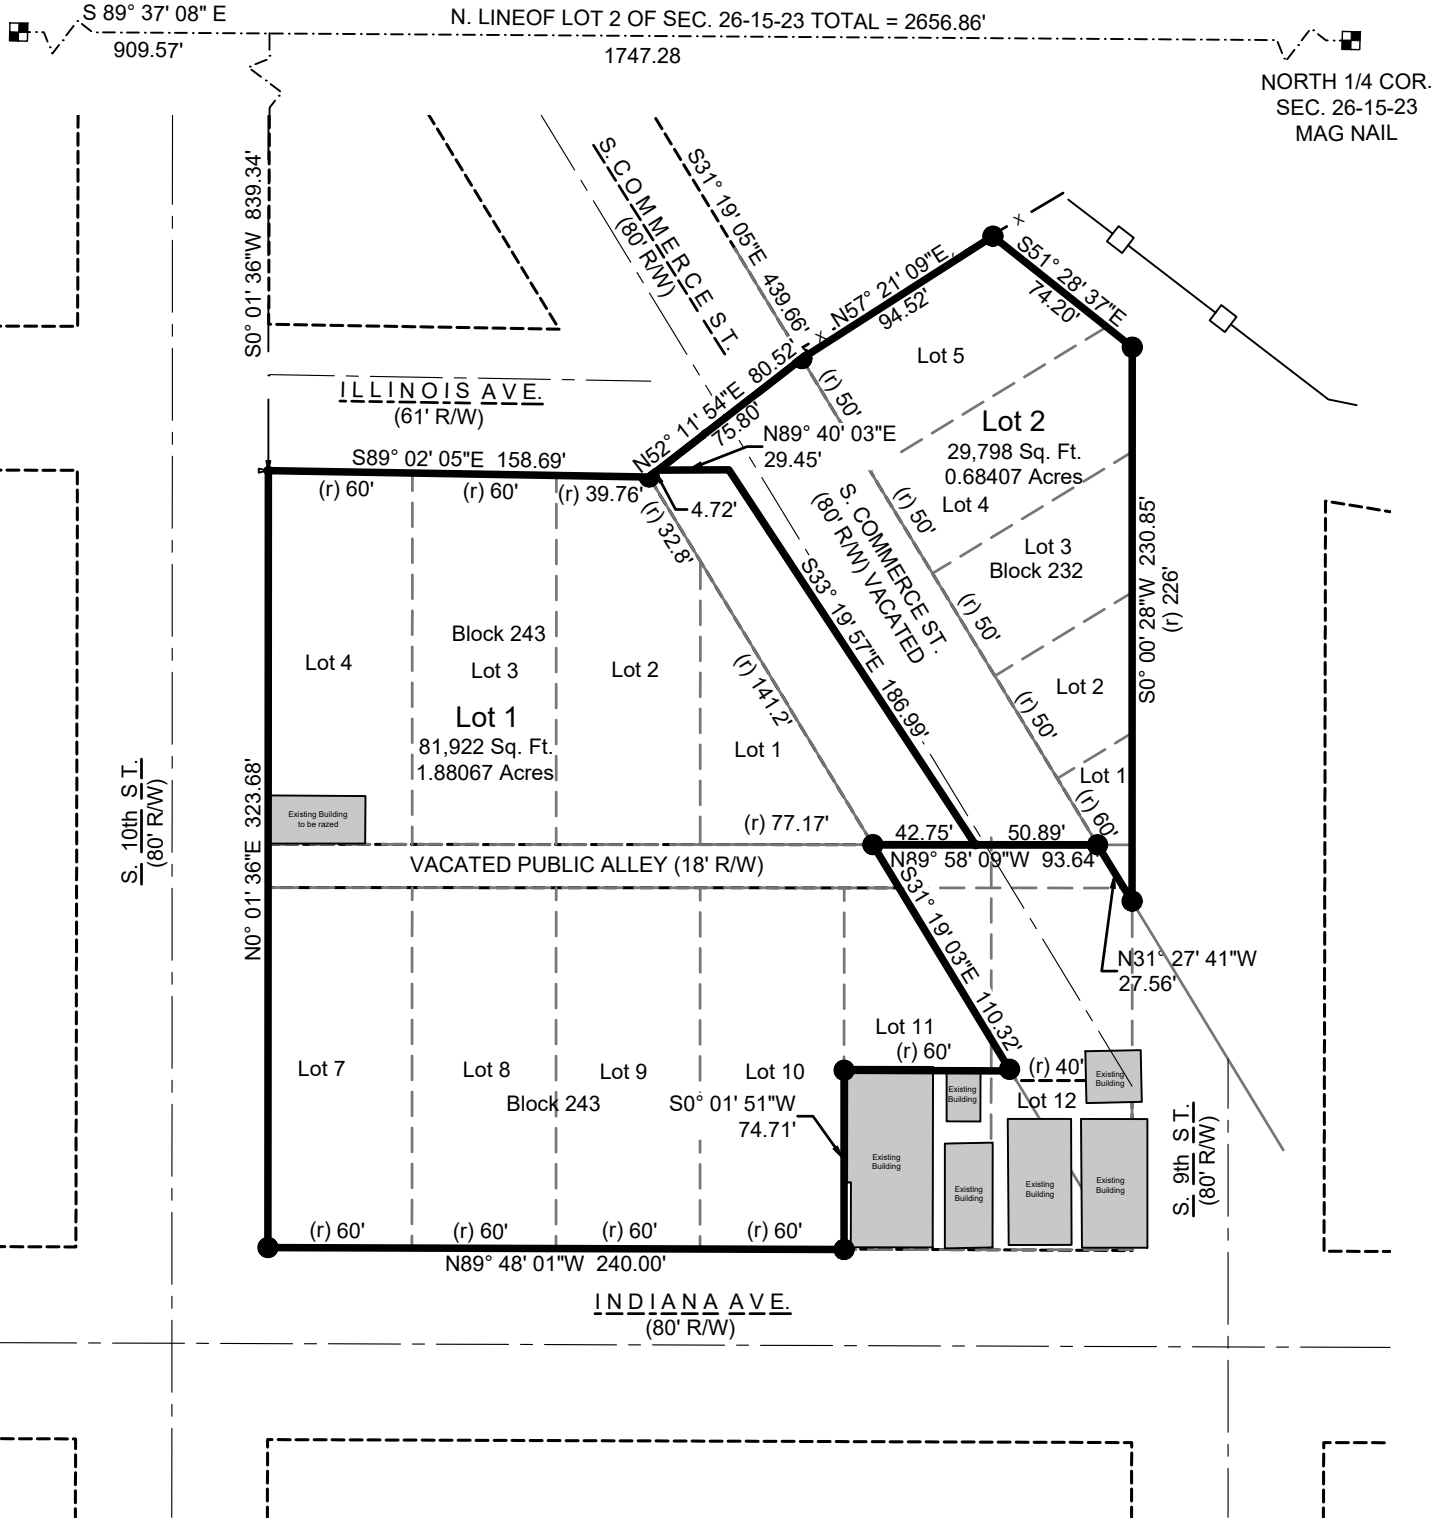 S 89° 37' 08" E
N. LINEOF LOT 2 OF SEC. 26-15-23 TOTAL = 2656.86'
909.57'
1747.28
NORTH 1/4 COR.
SEC. 26-15-23
MAG NAIL
S0° 01' 36"W 839.34'
S. COMMERCE ST.
(80' R/W)
S31° 19' 05"E 439.66'
N57° 21' 09"E
94.52'
x
x
S51° 28' 37"E
74.20'
ILLINOIS AVE.
(61' R/W)
N52° 11' 54"E 80.52'
75.80'
(r) 50'
Lot 5
Lot 2
29,798 Sq. Ft.
0.68407 Acres
N89° 40' 03"E
29.45'
S89° 02' 05"E 158.69'
(r) 60'
(r) 60'
(r) 39.76'
4.72'
(r) 32.8'
S. COMMERCE ST.
(80' R/W) VACATED
(r) 50'
Lot 4
Lot 3
Block 232
S0° 00' 28"W 230.85'
(r) 226'
S33° 19' 57"E 186.99'
(r) 50'
Block 243
Lot 4
Lot 3
Lot 2
(r) 141.2'
Lot 2
(r) 50'
Lot 1
81,922 Sq. Ft.
1.88067 Acres
Lot 1
Lot 1
(r) 60'
S. 10th ST.
(80' R/W)
N0° 01' 36"E 323.68'
Existing Building
to be razed
(r) 77.17'
42.75'
50.89'
N89° 58' 09"W 93.64'
VACATED PUBLIC ALLEY (18' R/W)
S31° 19' 03"E 110.32'
N31° 27' 41"W
27.56'
Lot 11
(r) 60'
(r) 40'
Lot 7
Lot 8
Lot 9
Lot 10
Block 243
S0° 01' 51"W
74.71'
Existing
Building
Existing
Building
Lot 12
Existing
Building
Existing
Building
Existing
Building
Existing
Building
S. 9th ST.
(80' R/W)
(r) 60'
(r) 60'
(r) 60'
(r) 60'
N89° 48' 01"W 240.00'
INDIANA AVE.
(80' R/W)